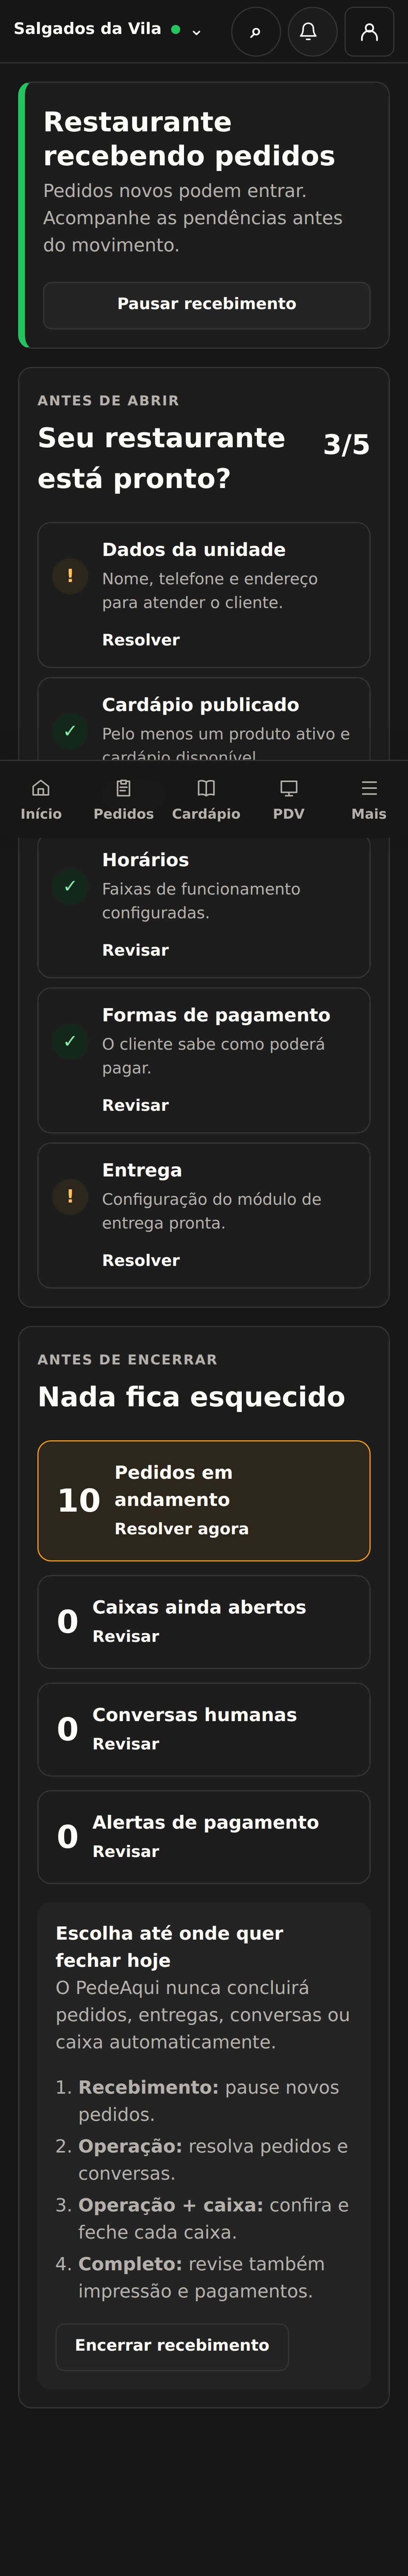 Salgados da Vila
Restaurante
recebendo pedidos
Pedidos novos podem entrar.
Acompanhe as pendências antes
do movimento.
Pausar recebimento
ANTES DE ABRIR
Seu restaurante
está pronto?
3/5
!
Dados da unidade
Nome, telefone e endereço
para atender o cliente.
Resolver
✓
Cardápio publicado
Pelo menos um produto ativo e
cardápio disponível.
Início
Pedidos
Cardápio
PDV
Mais
✓
Horários
Faixas de funcionamento
configuradas.
Revisar
✓
Formas de pagamento
O cliente sabe como poderá
pagar.
Revisar
!
Entrega
Configuração do módulo de
entrega pronta.
Resolver
ANTES DE ENCERRAR
Nada fica esquecido
10
Pedidos em
andamento
Resolver agora
0
Caixas ainda abertos
Revisar
0
Conversas humanas
Revisar
0
Alertas de pagamento
Revisar
Escolha até onde quer
fechar hoje
O PedeAqui nunca concluirá
pedidos, entregas, conversas ou
caixa automaticamente.
1. Recebimento: pause novos
pedidos.
2. Operação: resolva pedidos e
conversas.
3. Operação + caixa: confira e
feche cada caixa.
4. Completo: revise também
impressão e pagamentos.
Encerrar recebimento